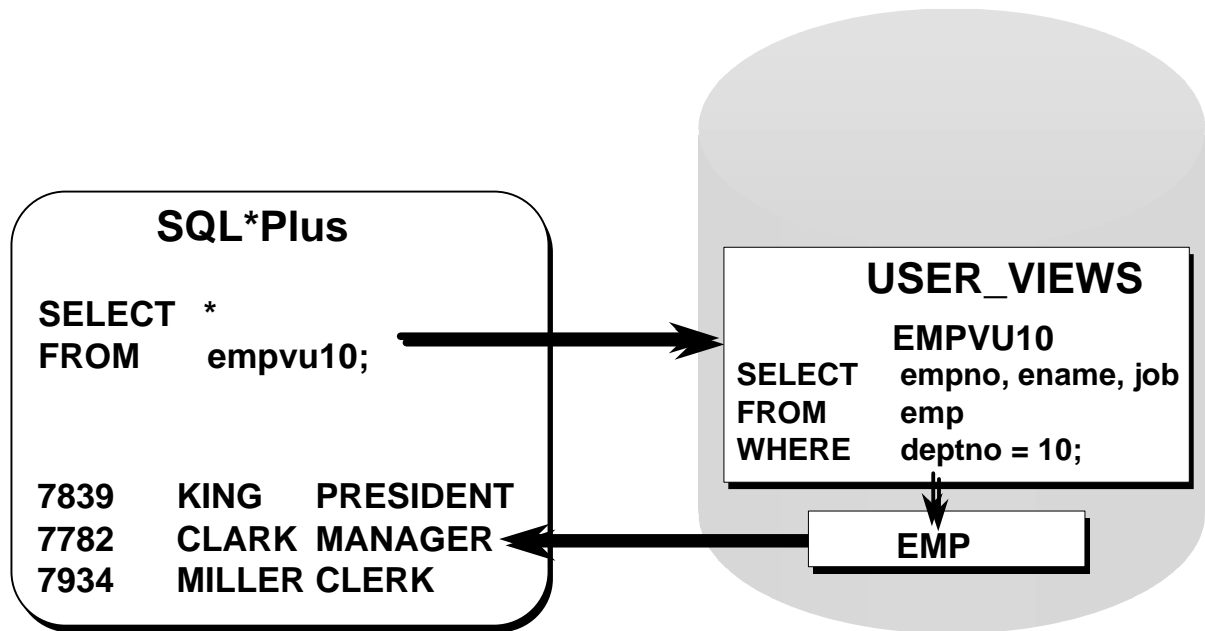 SQL*Plus
SELECT *
FROM empvu10;
7839 KING PRESIDENT
7782 CLARK MANAGER
7934 MILLER CLERK
USER_VIEWS
EMPVU10
SELECT empno, ename, job
FROM emp
WHERE deptno = 10;
EMP